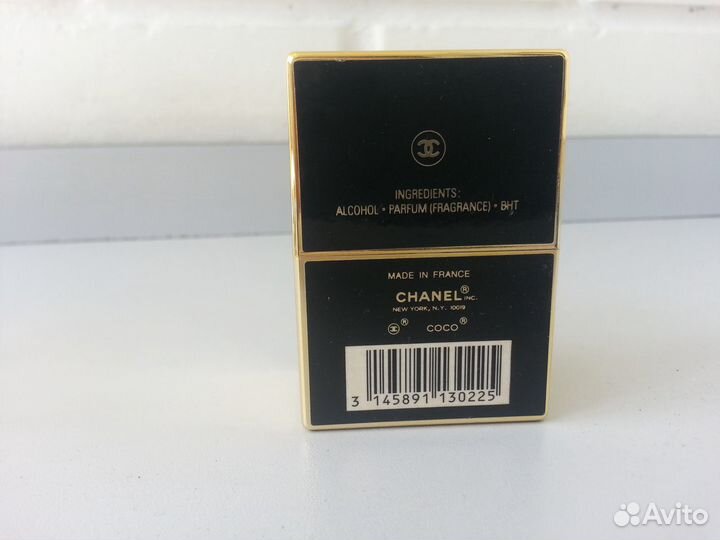 INGREDIENTS:
ALCOHOL • PARFUM (FRAGRANCE) • BHT
MADE IN FRANCE
CHANEL® INC.
NEW YORK, N.Y. 10019
® COCO®
3 145891 130225
Avito